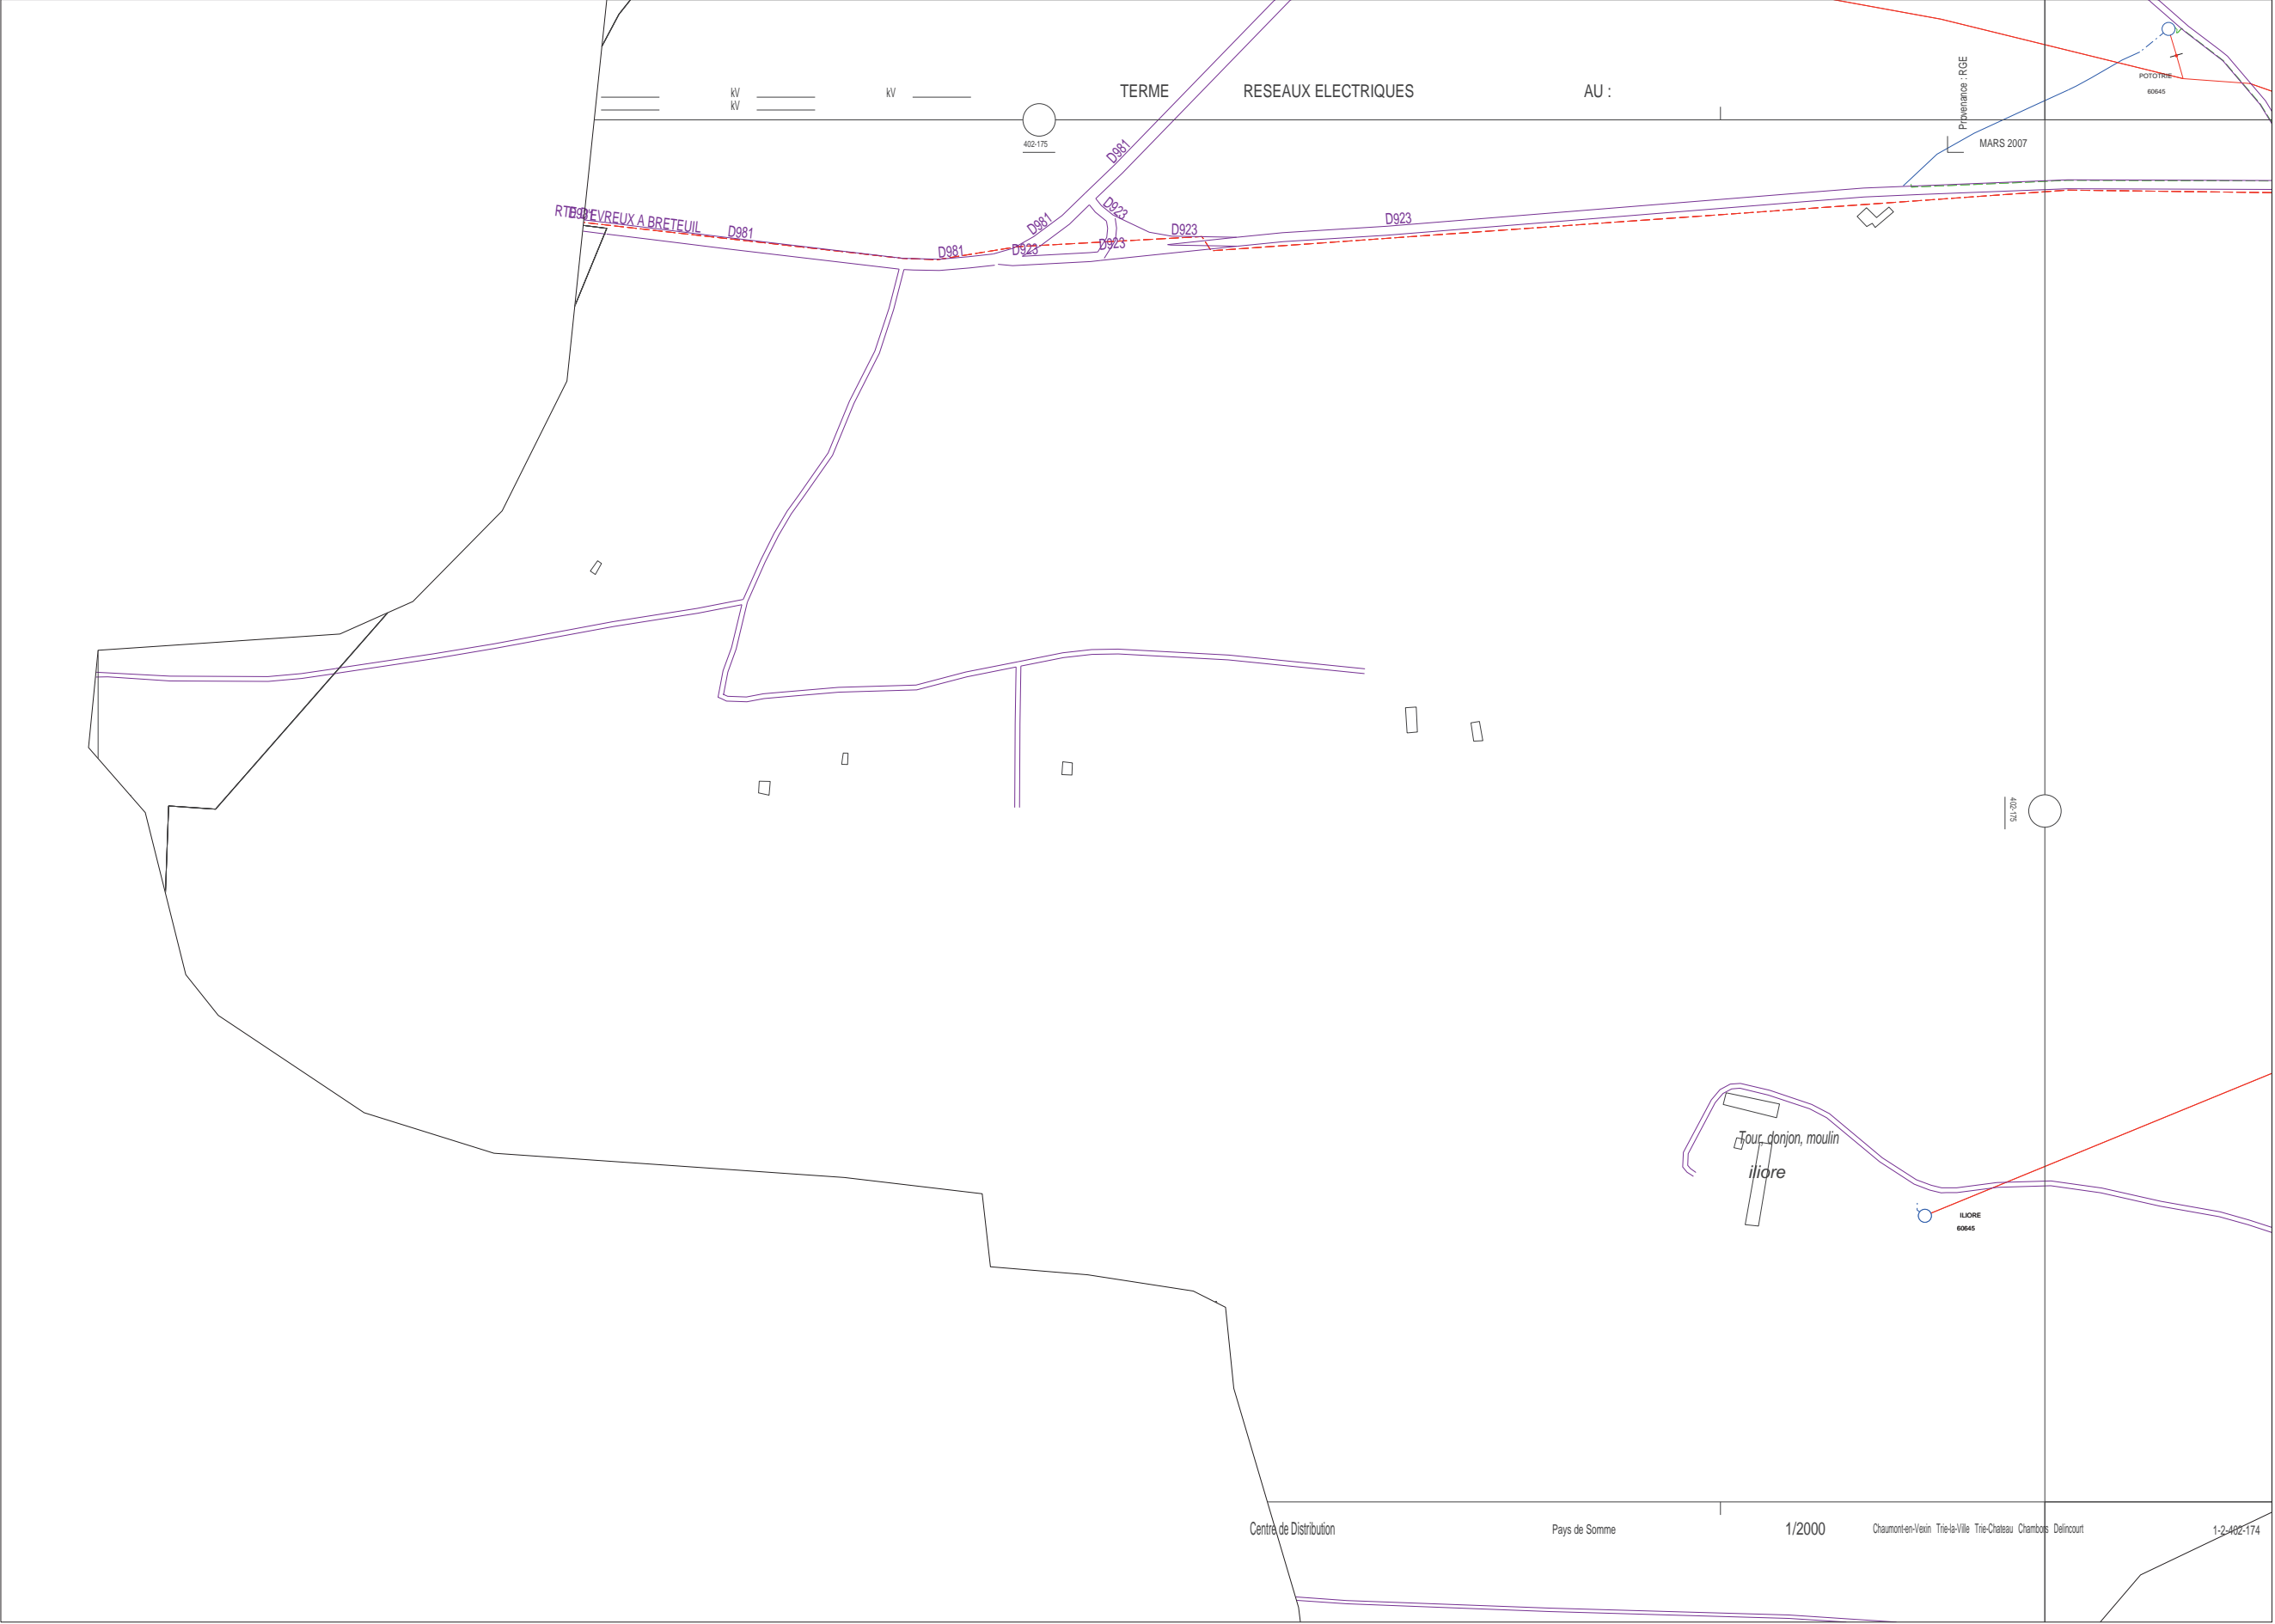 kV
kV
kV
TERME
RESEAUX ELECTRIQUES
AU :
Provenance : RGE
POTOTRIE
60645
402-175
MARS 2007
D981
RTE D'EVREUX A BRETEUIL
D981
D981
D981
D981
D923
D923
D923
D923
D923
402-175
Tour, donjon, moulin
iliore
ILIORE
60645
Centre de Distribution
Pays de Somme
1/2000
Chaumont-en-Vexin Trie-la-Ville Trie-Chateau Chambors Delincourt
1-2-402-174